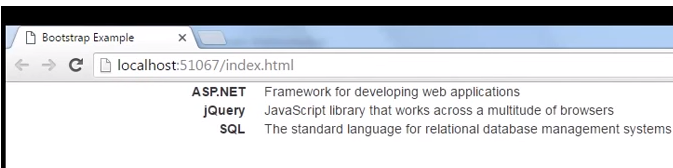 Bootstrap Example
localhost:51067/index.html
ASP.NET Framework for developing web applications
jQuery JavaScript library that works across a multitude of browsers
SQL The standard language for relational database management systems